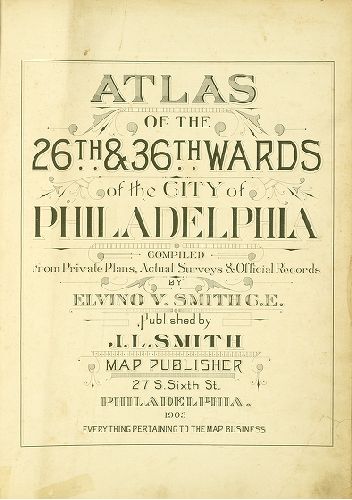 ATLAS
OF THE
26TH & 36TH WARDS
of the CITY of
PHILADELPHIA
COMPILED
from Private Plans, Actual Surveys & Official Records
BY
ELVINO V. SMITH C.E.
Published by
J.L. SMITH
MAP PUBLISHER
27 S. Sixth St.
PHILADELPHIA.
EVERYTHING PERTAINING TO THE MAP BUSINESS